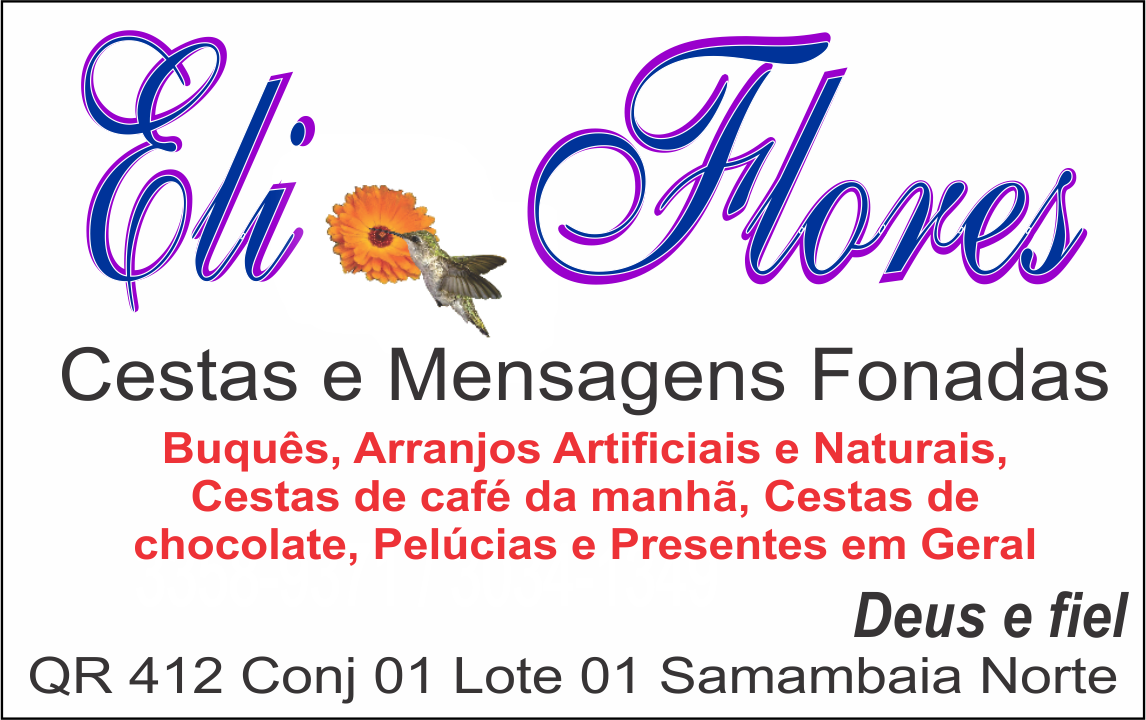 Eli Flores
Cestas e Mensagens Fonadas
Buquês, Arranjos Artificiais e Naturais,
Cestas de café da manhã, Cestas de
chocolate, Pelúcias e Presentes em Geral
Deus e fiel
QR 412 Conj 01 Lote 01 Samambaia Norte